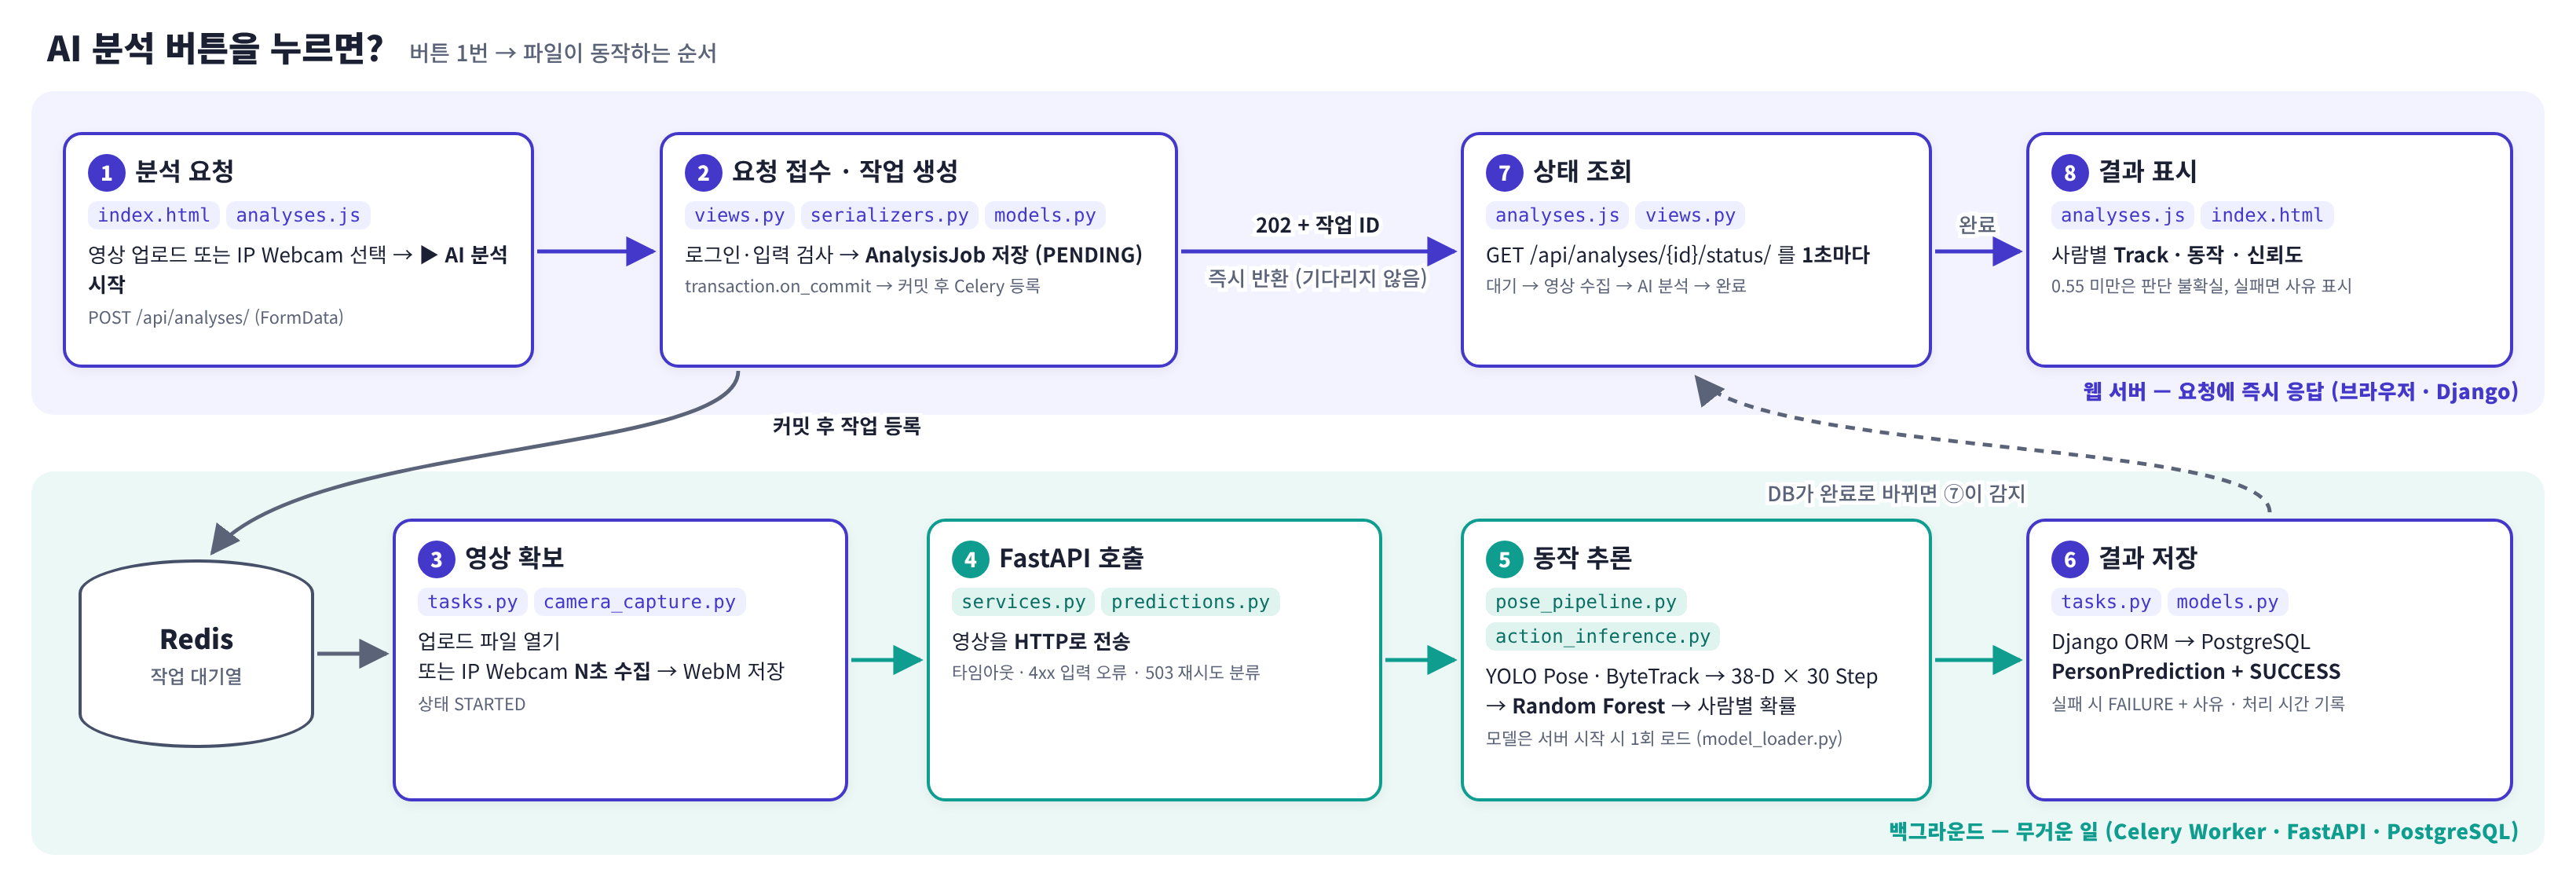 AI 분석 버튼을 누르면? 버튼 1번 → 파일이 동작하는 순서
1 분석 요청
index.html analyses.js
영상 업로드 또는 IP Webcam 선택 → ▶ AI 분석
시작
POST /api/analyses/ (FormData)
2 요청 접수 · 작업 생성
views.py serializers.py models.py
로그인·입력 검사 → AnalysisJob 저장 (PENDING)
transaction.on_commit → 커밋 후 Celery 등록
202 + 작업 ID
즉시 반환 (기다리지 않음)
7 상태 조회
analyses.js views.py
GET /api/analyses/{id}/status/ 를 1초마다
대기 → 영상 수집 → AI 분석 → 완료
완료
8 결과 표시
analyses.js index.html
사람별 Track · 동작 · 신뢰도
0.55 미만은 판단 불확실, 실패면 사유 표시
웹 서버 — 요청에 즉시 응답 (브라우저 · Django)
커밋 후 작업 등록
DB가 완료로 바뀌면 ⑦이 감지
Redis
작업 대기열
3 영상 확보
tasks.py camera_capture.py
업로드 파일 열기
또는 IP Webcam N초 수집 → WebM 저장
상태 STARTED
4 FastAPI 호출
services.py predictions.py
영상을 HTTP로 전송
타임아웃 · 4xx 입력 오류 · 503 재시도 분류
5 동작 추론
pose_pipeline.py
action_inference.py
YOLO Pose · ByteTrack → 38-D × 30 Step
→ Random Forest → 사람별 확률
모델은 서버 시작 시 1회 로드 (model_loader.py)
6 결과 저장
tasks.py models.py
Django ORM → PostgreSQL
PersonPrediction + SUCCESS
실패 시 FAILURE + 사유 · 처리 시간 기록
백그라운드 — 무거운 일 (Celery Worker · FastAPI · PostgreSQL)